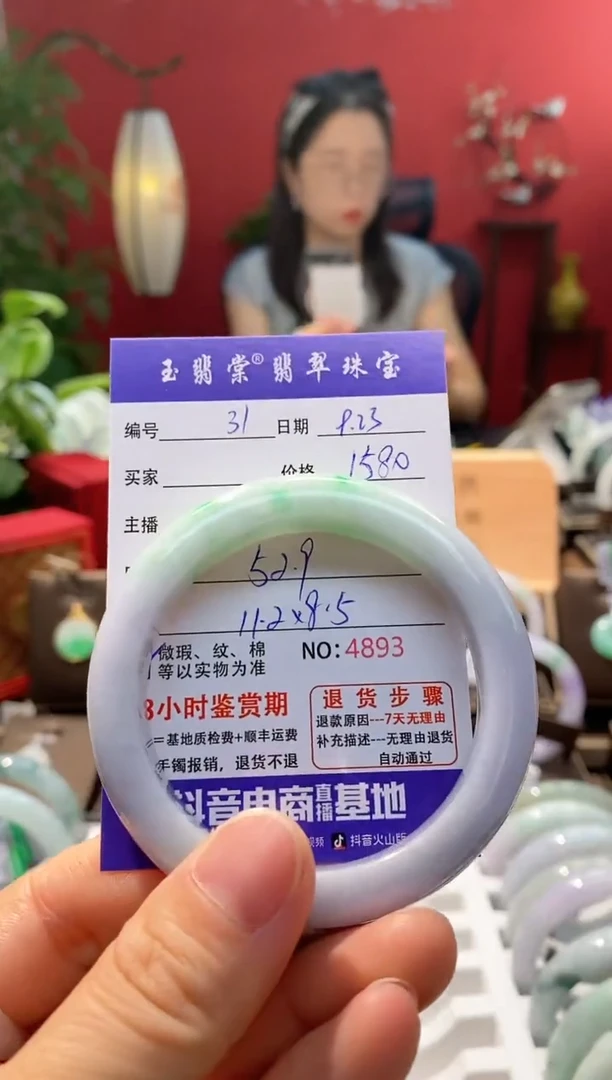 玉翡棠®翡翠珠宝
编号 31 日期 9.23
买家 价格 1580
主播
52.9
11.2x8.5
微瑕、纹、棉 NO:4893
等以实物为准
8小时鉴赏期
基地质检费+顺丰运费
手镯报销,退货不退
退货步骤
退款原因---7天无理由
补充描述---无理由退货
自动通过
抖音电商直播基地
视频 抖音火山版